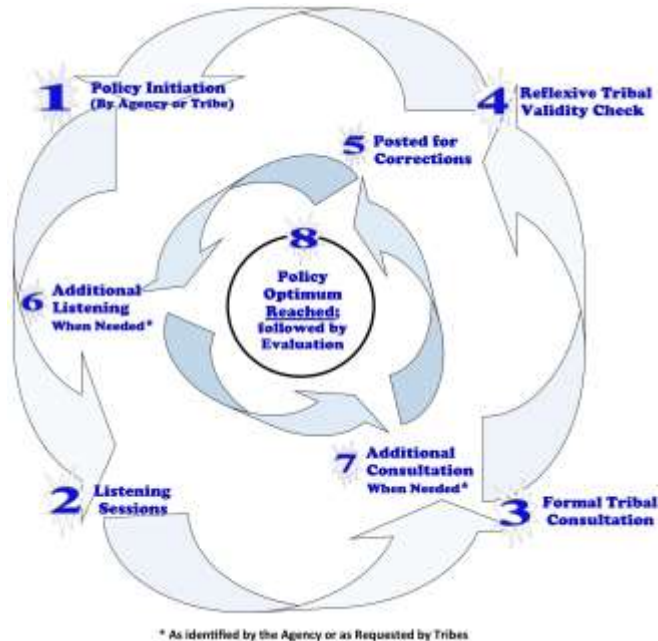 1 Policy Initiation
(By Agency or Tribe)
2 Listening
Sessions
3 Formal Tribal
Consultation
4 Reflexive Tribal
Validity Check
5 Posted for
Corrections
6 Additional
Listening
When Needed*
7 Additional
Consultation
When Needed*
8
Policy
Optimum
Reached;
followed by
Evaluation
* As identified by the Agency or as Requested by Tribes